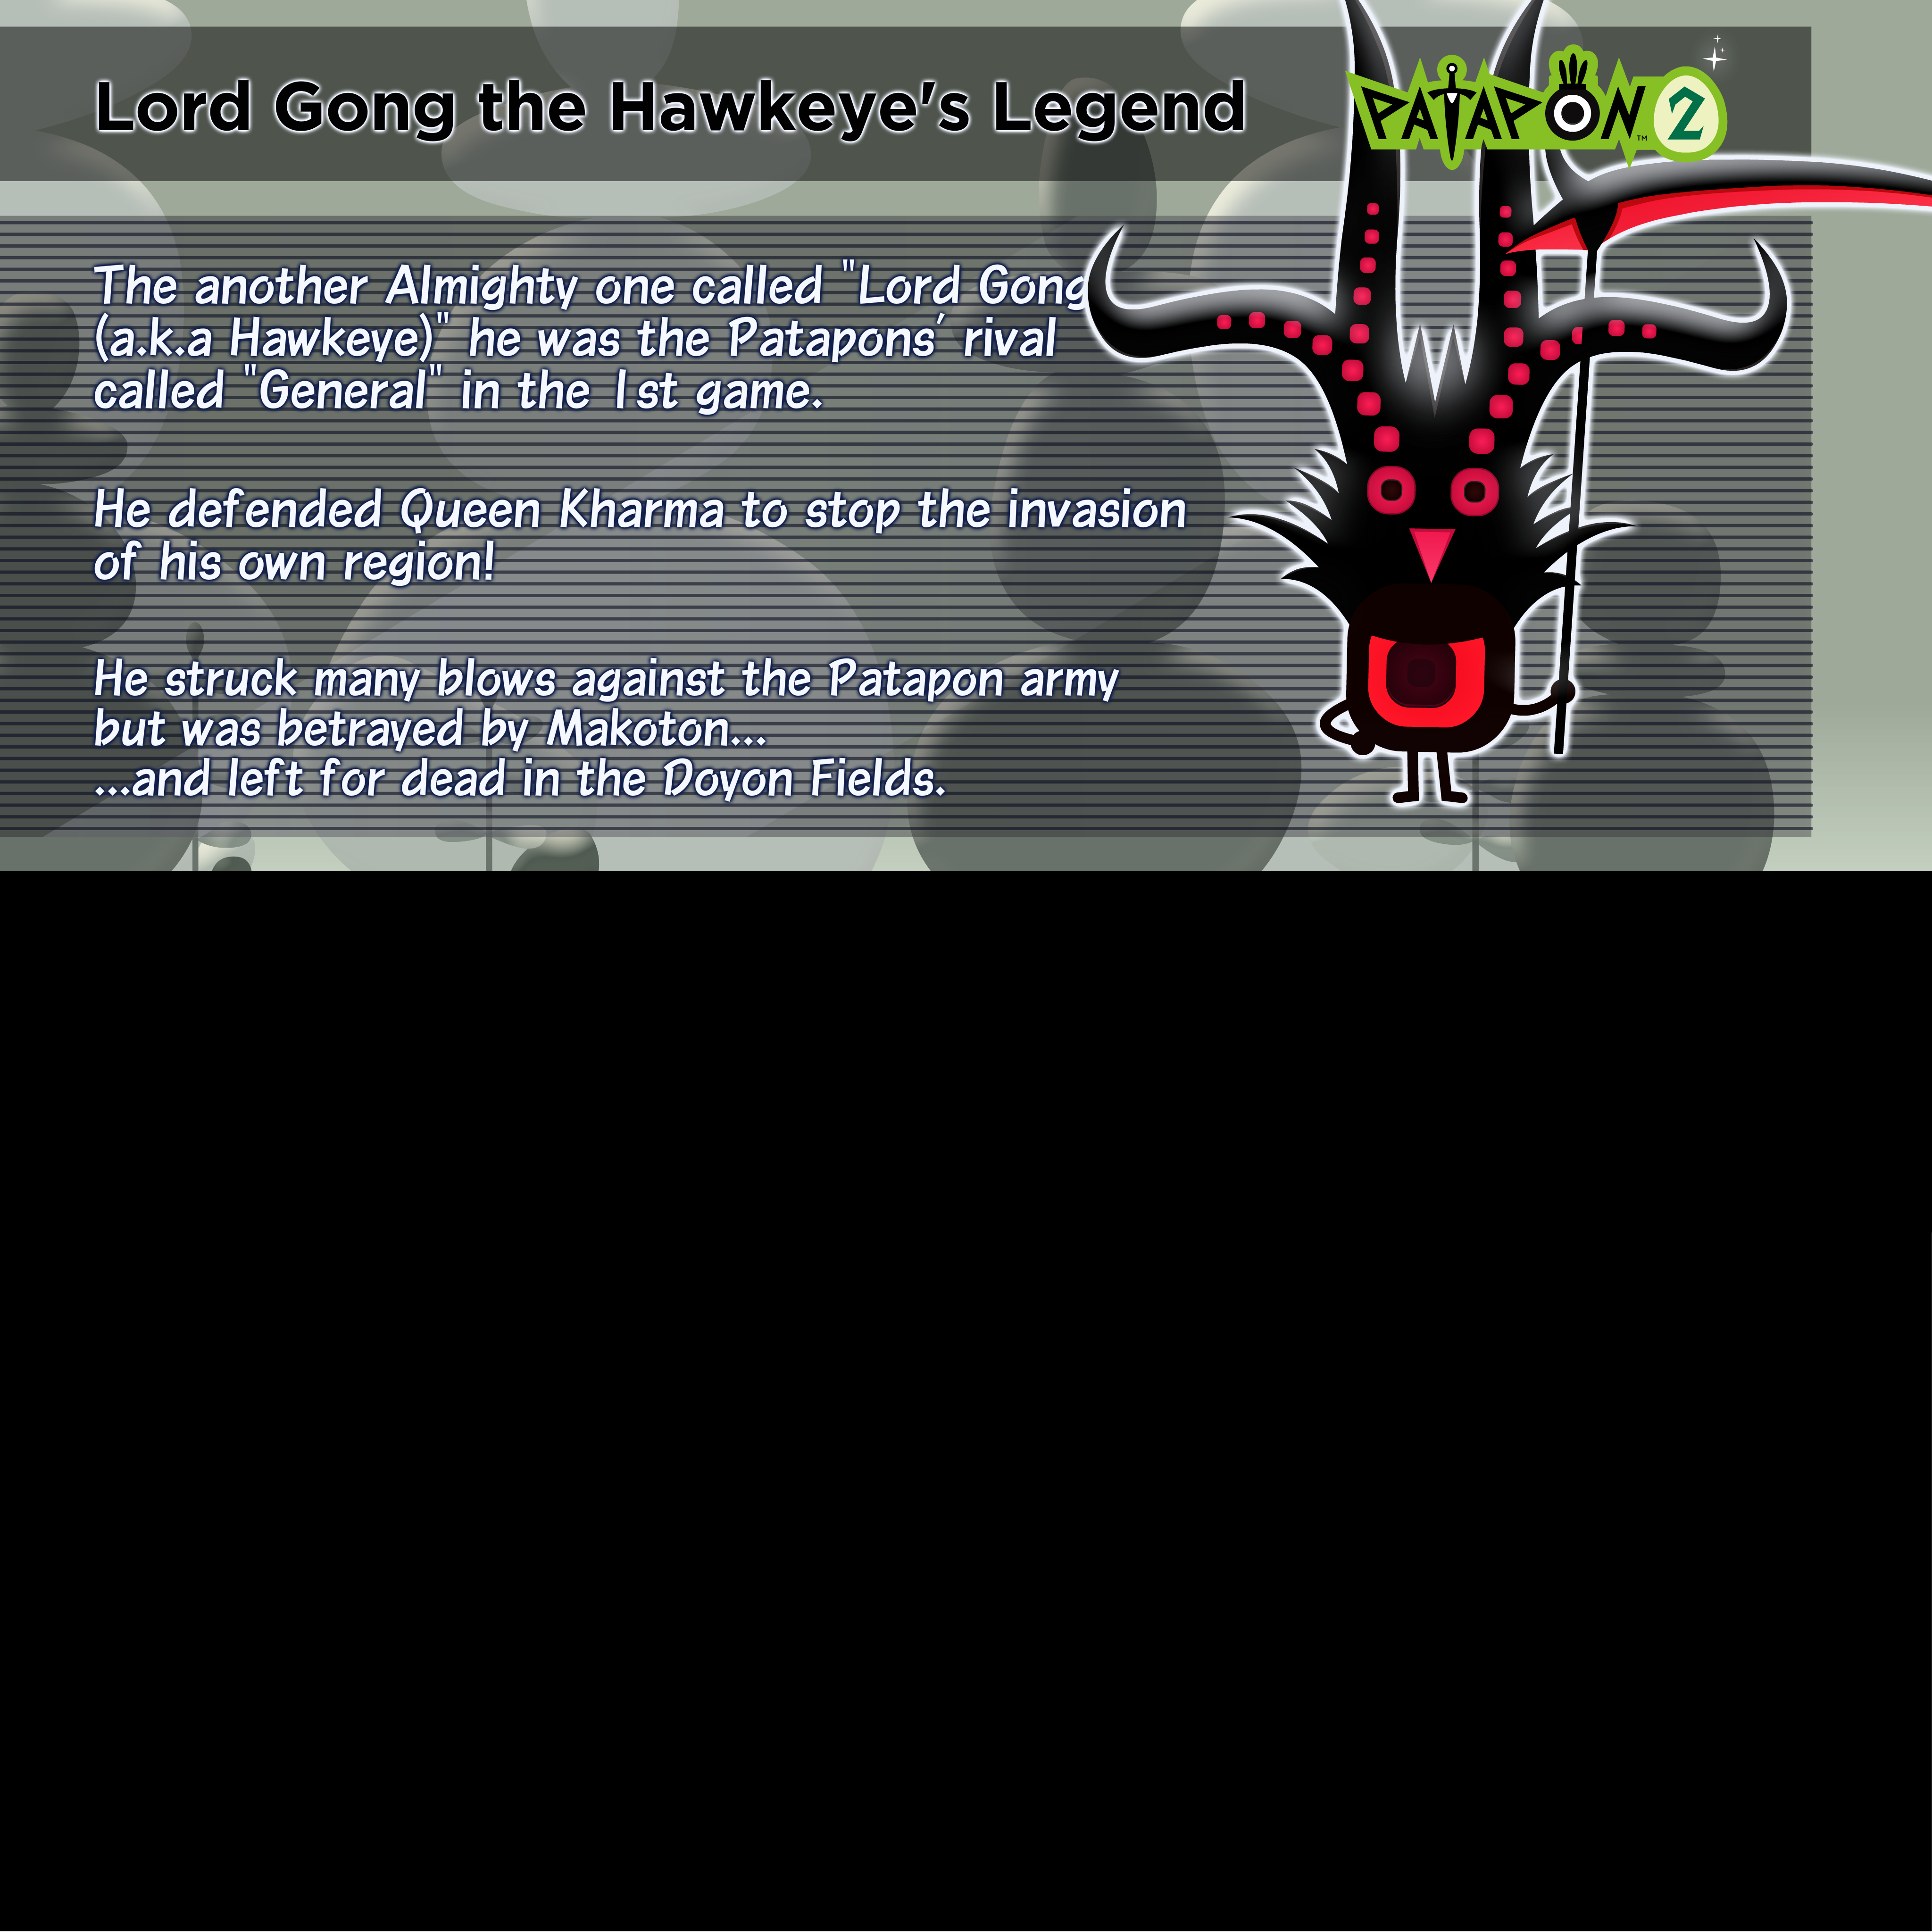 Lord Gong the Hawkeye's Legend
PATAPON™ 2
The another Almighty one called "Lord Gong
(a.k.a Hawkeye)" he was the Patapons' rival
called "General" in the 1st game.
He defended Queen Kharma to stop the invasion
of his own region!
He struck many blows against the Patapon army
but was betrayed by Makoton...
...and left for dead in the Doyon Fields.